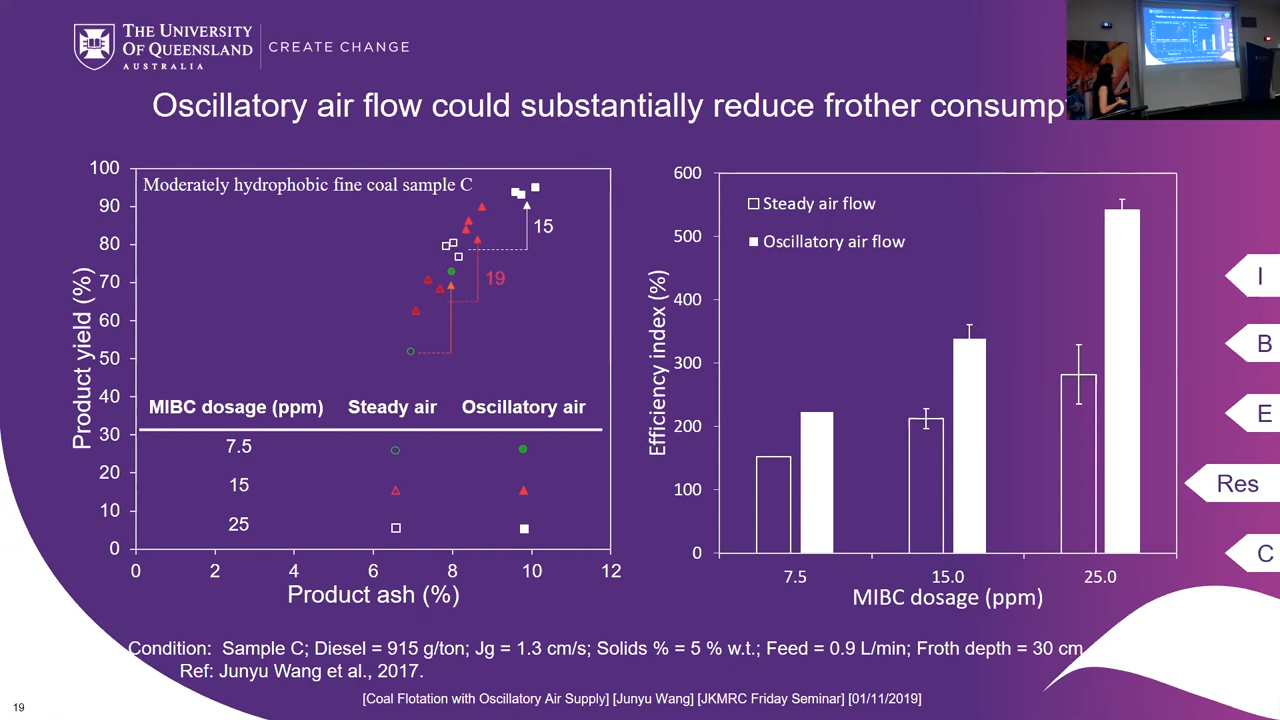 THE UNIVERSITY
OF QUEENSLAND
AUSTRALIA
CREATE CHANGE
Oscillatory air flow could substantially reduce frother
Moderately hydrophobic fine coal sample C
Product yield (%)
100
90
80
70
60
50
40
30
20
10
0
15
19
MIBC dosage (ppm) Steady air Oscillatory air
7.5
15
25
0 2 4 6 8 10 12
Product ash (%)
Efficiency index (%)
600
500
400
300
200
100
0
Steady air flow
Oscillatory air flow
7.5 15.0 25.0
MIBC dosage (ppm)
I
B
E
Res
C
Condition: Sample C; Diesel = 915 g/ton; Jg = 1.3 cm/s; Solids % = 5 % w.t.; Feed = 0.9 L/min; Froth depth = 30 cm
Ref: Junyu Wang et al., 2017.
[Coal Flotation with Oscillatory Air Supply] [Junyu Wang] [JKMRC Friday Seminar] [01/11/2019]
19